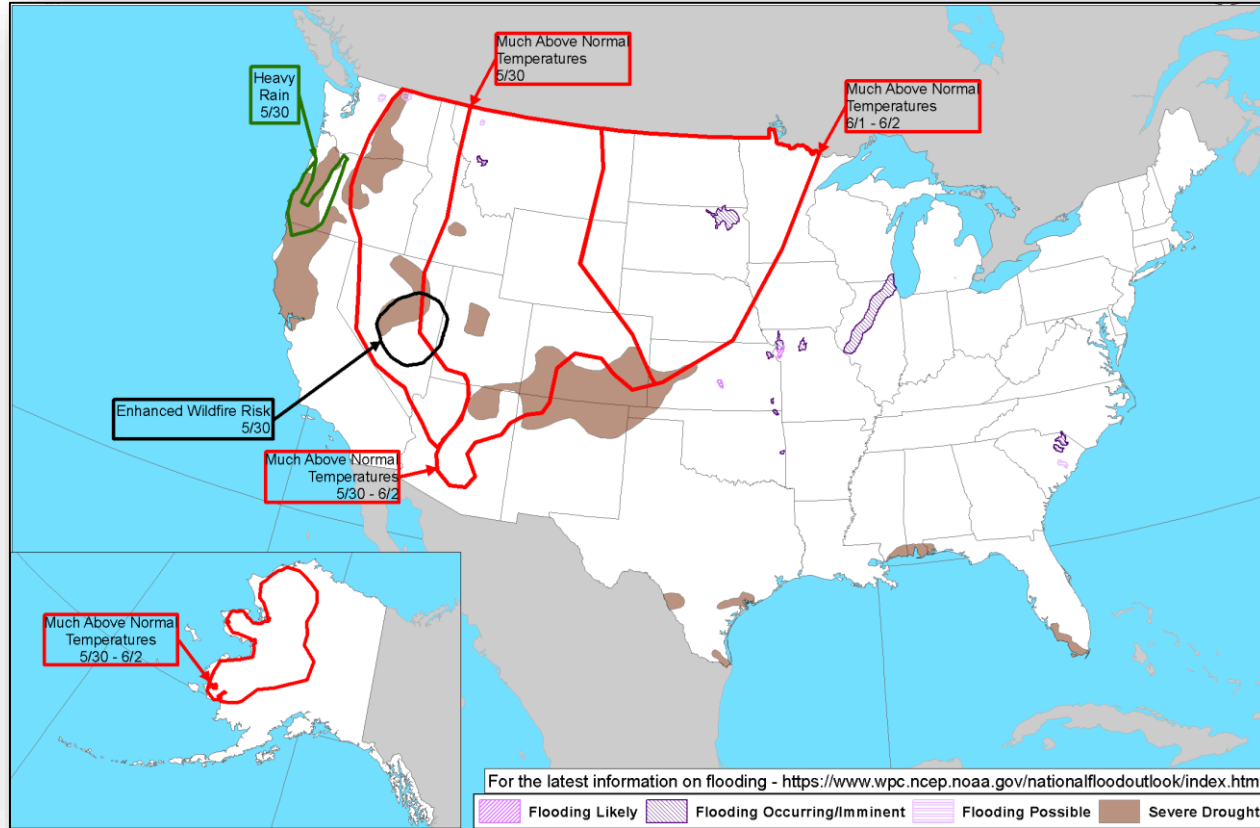 Much Above Normal
Temperatures
5/30
Heavy
Rain
5/30
Much Above Normal
Temperatures
6/1 - 6/2
Enhanced Wildfire Risk
5/30
Much Above Normal
Temperatures
5/30 - 6/2
Much Above Normal
Temperatures
5/30 - 6/2
For the latest information on flooding - https://www.wpc.ncep.noaa.gov/nationalfloodoutlook/index.htm
Flooding Likely
Flooding Occurring/Imminent
Flooding Possible
Severe Drought